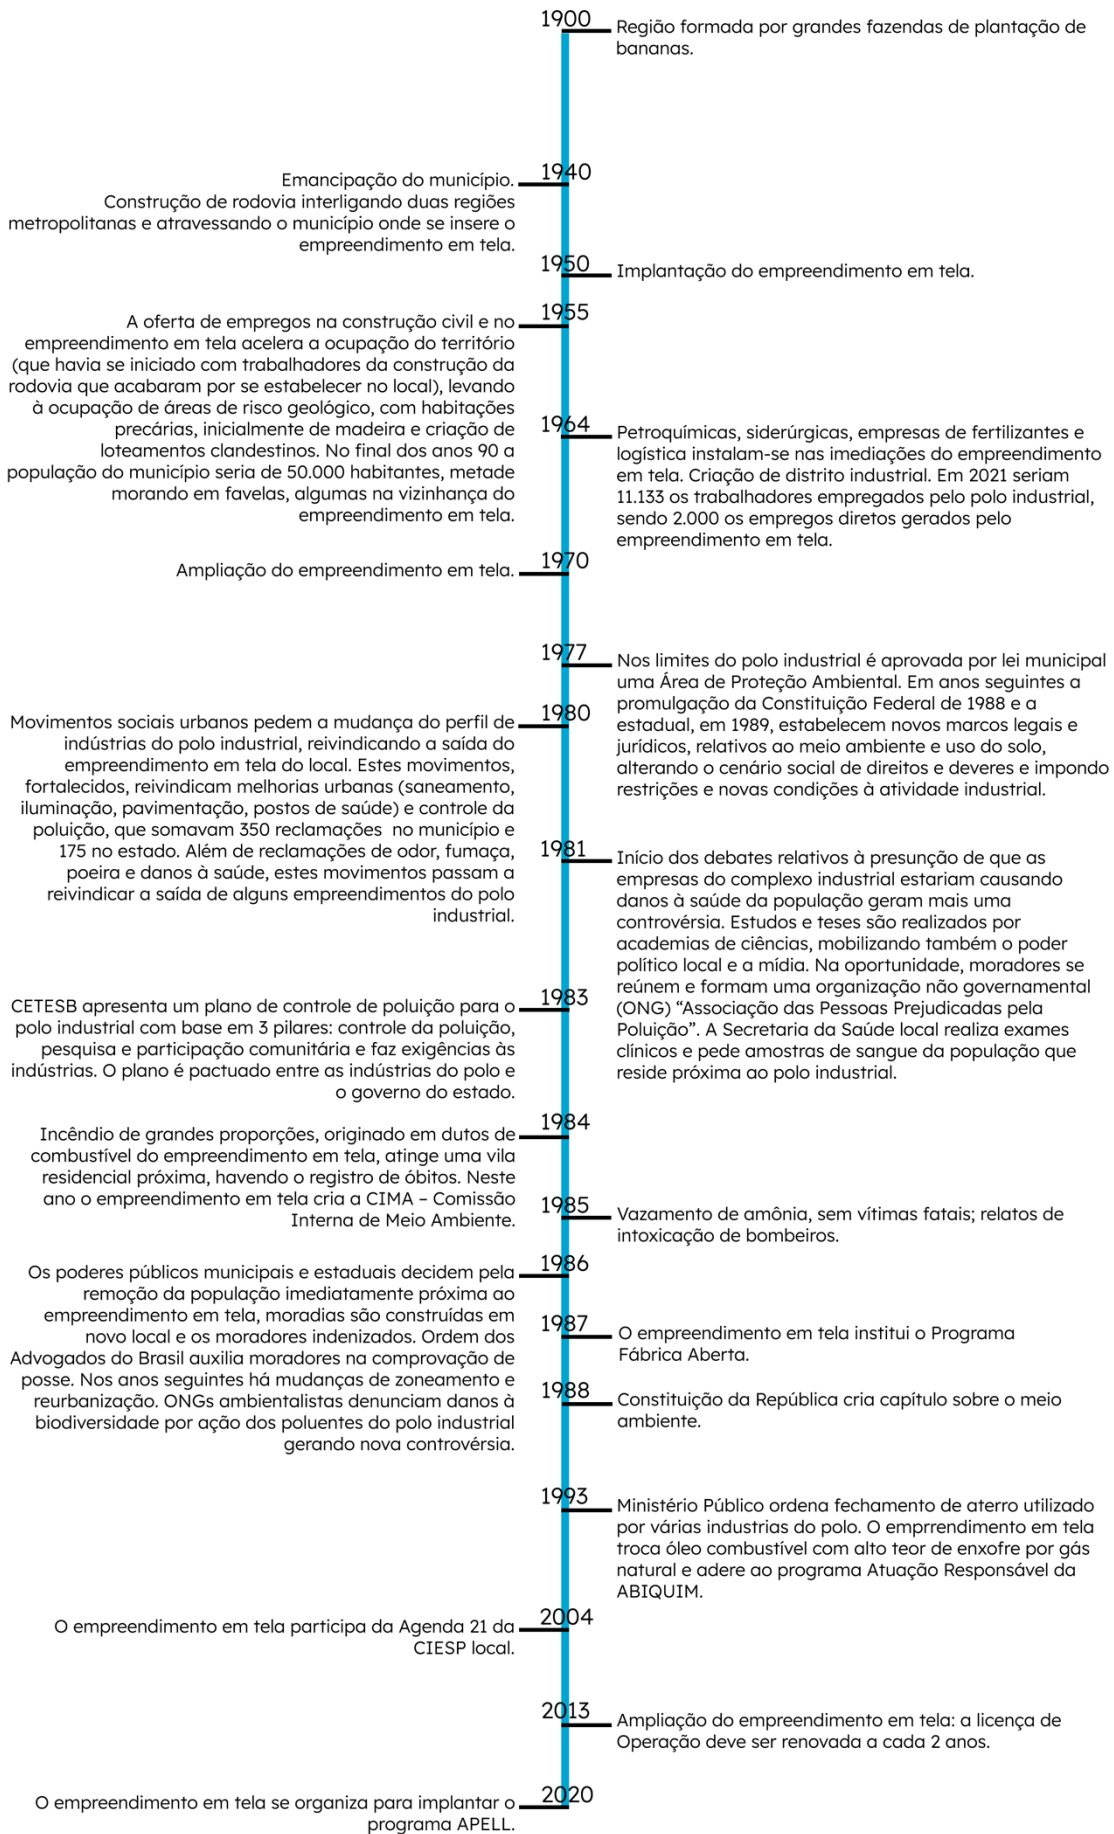 1900
Região formada por grandes fazendas de plantação de
bananas.
1940
Emancipação do município.
Construção de rodovia interligando duas regiões
metropolitanas e atravessando o município onde se insere o
empreendimento em tela.
1950
Implantação do empreendimento em tela.
1955
A oferta de empregos na construção civil e no
empreendimento em tela acelera a ocupação do território
(que havia se iniciado com trabalhadores da construção da
rodovia que acabaram por se estabelecer no local), levando
à ocupação de áreas de risco geológico, com habitações
precárias, inicialmente de madeira e criação de
loteamentos clandestinos. No final dos anos 90 a
população do município seria de 50.000 habitantes, metade
morando em favelas, algumas na vizinhança do
empreendimento em tela.
1964
Petroquímicas, siderúrgicas, empresas de fertilizantes e
logística instalam-se nas imediações do empreendimento
em tela. Criação de distrito industrial. Em 2021 seriam
11.133 os trabalhadores empregados pelo polo industrial,
sendo 2.000 os empregos diretos gerados pelo
empreendimento em tela.
1970
Ampliação do empreendimento em tela.
1977
Nos limites do polo industrial é aprovada por lei municipal
uma Área de Proteção Ambiental. Em anos seguintes a
promulgação da Constituição Federal de 1988 e a
estadual, em 1989, estabelecem novos marcos legais e
jurídicos, relativos ao meio ambiente e uso do solo,
alterando o cenário social de direitos e deveres e impondo
restrições e novas condições à atividade industrial.
1980
Movimentos sociais urbanos pedem a mudança do perfil de
indústrias do polo industrial, reivindicando a saída do
empreendimento em tela do local. Estes movimentos,
fortalecidos, reivindicam melhorias urbanas (saneamento,
iluminação, pavimentação, postos de saúde) e controle da
poluição, que somavam 350 reclamações no município e
175 no estado. Além de reclamações de odor, fumaça,
poeira e danos à saúde, estes movimentos passam a
reivindicar a saída de alguns empreendimentos do polo
industrial.
1981
Início dos debates relativos à presunção de que as
empresas do complexo industrial estariam causando
danos à saúde da população geram mais uma
controvérsia. Estudos e teses são realizados por
academias de ciências, mobilizando também o poder
político local e a mídia. Na oportunidade, moradores se
reúnem e formam uma organização não governamental
(ONG) “Associação das Pessoas Prejudicadas pela
Poluição”. A Secretaria da Saúde local realiza exames
clínicos e pede amostras de sangue da população que
reside próxima ao polo industrial.
1983
CETESB apresenta um plano de controle de poluição para o
polo industrial com base em 3 pilares: controle da poluição,
pesquisa e participação comunitária e faz exigências às
indústrias. O plano é pactuado entre as indústrias do polo e
o governo do estado.
1984
Incêndio de grandes proporções, originado em dutos de
combustível do empreendimento em tela, atinge uma vila
residencial próxima, havendo o registro de óbitos. Neste
ano o empreendimento em tela cria a CIMA – Comissão
Interna de Meio Ambiente.
1985
Vazamento de amônia, sem vítimas fatais; relatos de
intoxicação de bombeiros.
1986
Os poderes públicos municipais e estaduais decidem pela
remoção da população imediatamente próxima ao
empreendimento em tela, moradias são construídas em
novo local e os moradores indenizados. Ordem dos
Advogados do Brasil auxilia moradores na comprovação de
posse. Nos anos seguintes há mudanças de zoneamento e
reurbanização. ONGs ambientalistas denunciam danos à
biodiversidade por ação dos poluentes do polo industrial
gerando nova controvérsia.
1987
O empreendimento em tela institui o Programa
Fábrica Aberta.
1988
Constituição da República cria capítulo sobre o meio
ambiente.
1993
Ministério Público ordena fechamento de aterro utilizado
por várias industrias do polo. O emprrendimento em tela
troca óleo combustível com alto teor de enxofre por gás
natural e adere ao programa Atuação Responsável da
ABIQUIM.
2004
O empreendimento em tela participa da Agenda 21 da
CIESP local.
2013
Ampliação do empreendimento em tela: a licença de
Operação deve ser renovada a cada 2 anos.
2020
O empreendimento em tela se organiza para implantar o
programa APELL.